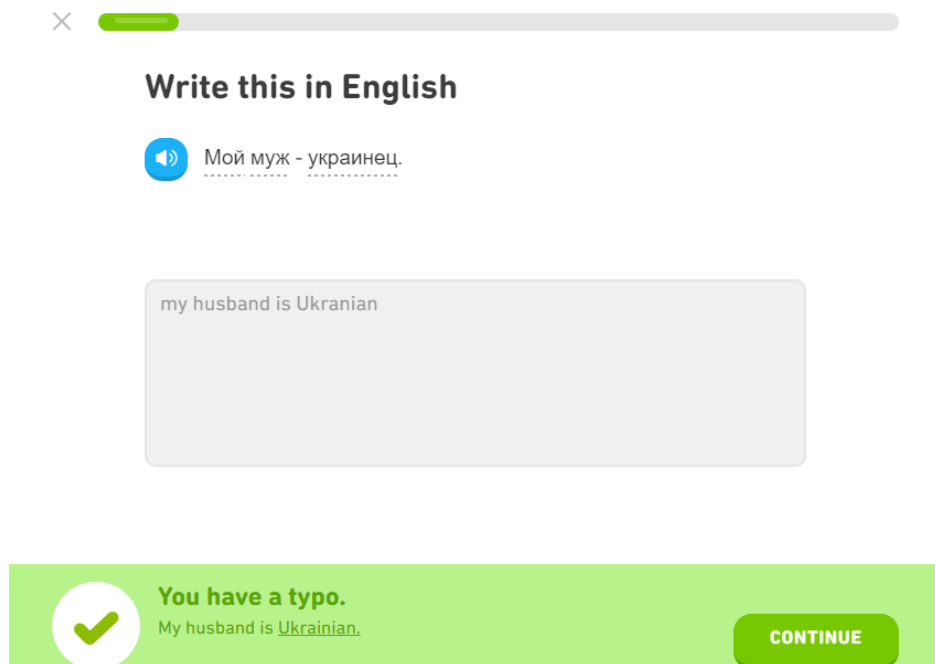 Write this in English
Мой муж - украинец.
my husband is Ukranian
You have a typo.
My husband is Ukrainian.
CONTINUE